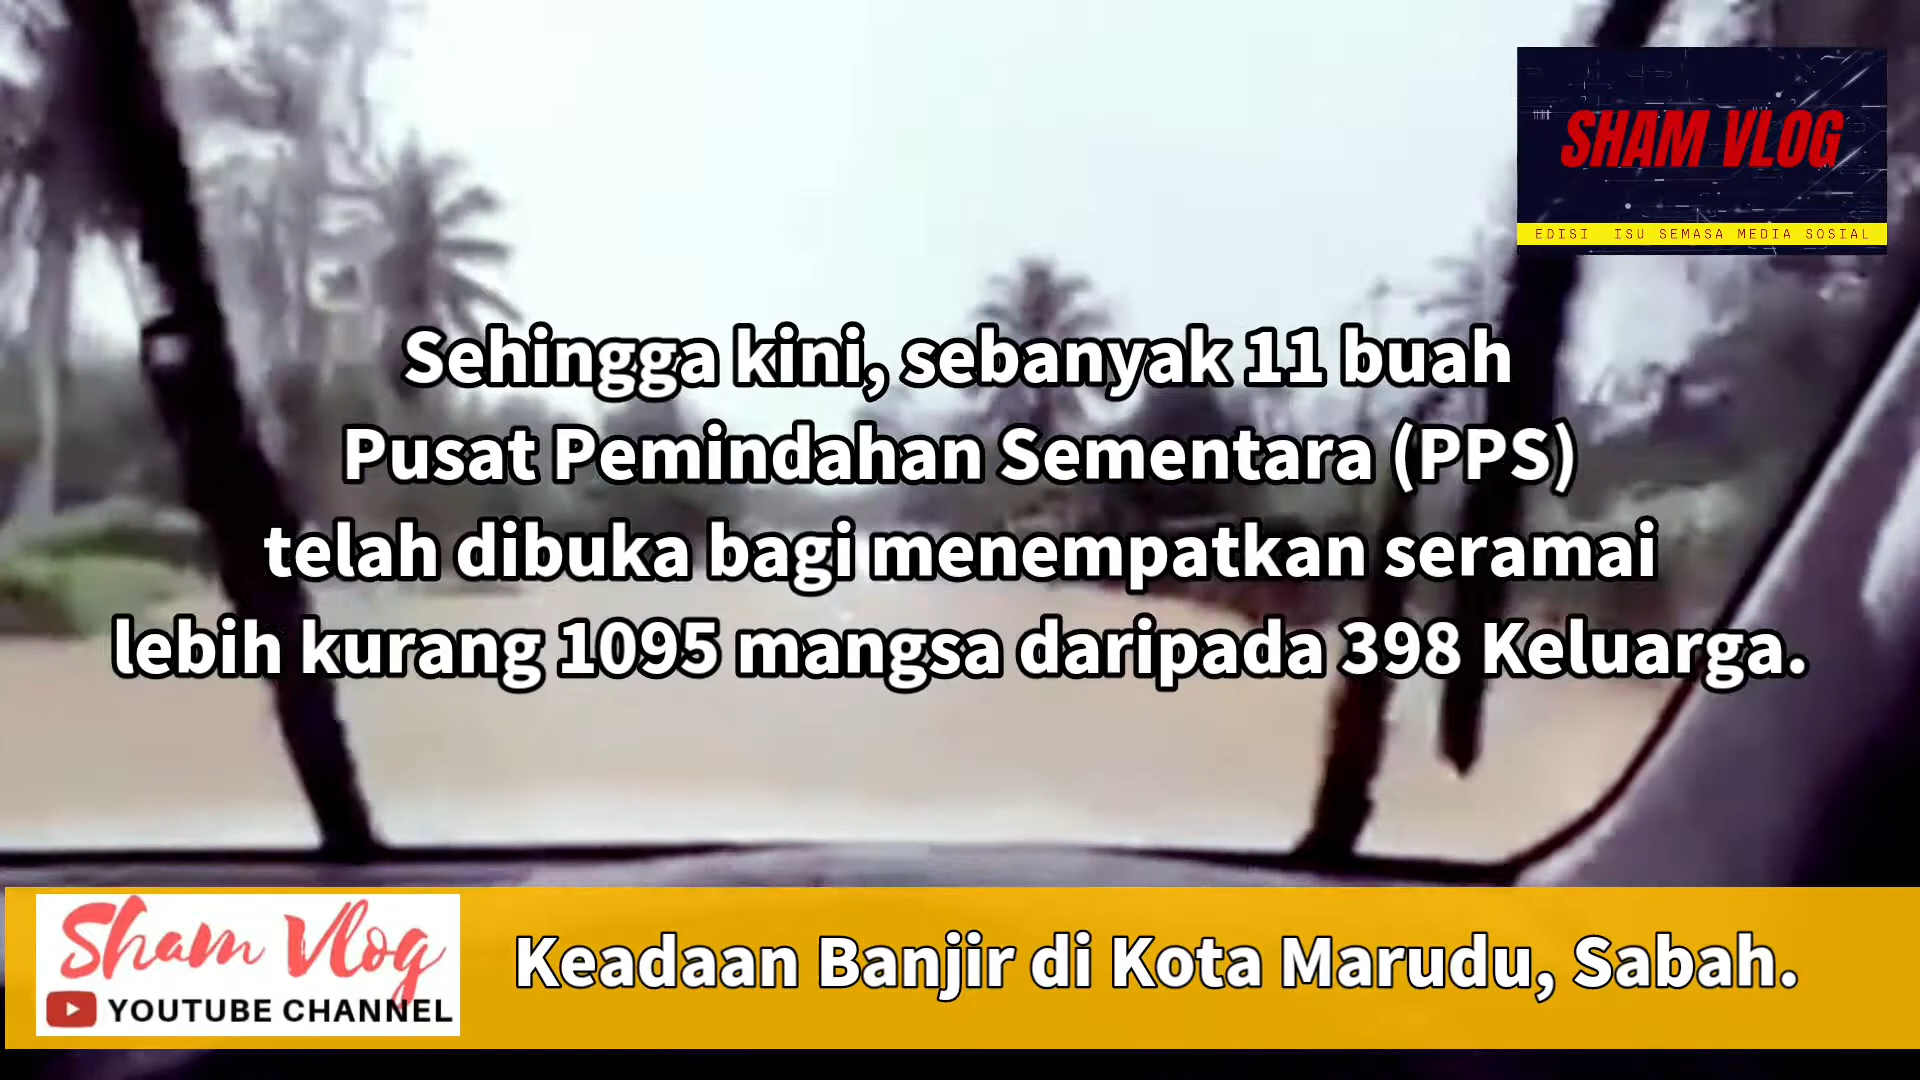 SHAM VLOG
EDISI ISU SEMASA MEDIA SOSIAL
Sehingga kini, sebanyak 11 buah
Pusat Pemindahan Sementara (PPS)
telah dibuka bagi menempatkan seramai
lebih kurang 1095 mangsa daripada 398 Keluarga.
Sham Vlog
YOUTUBE CHANNEL
Keadaan Banjir di Kota Marudu, Sabah.